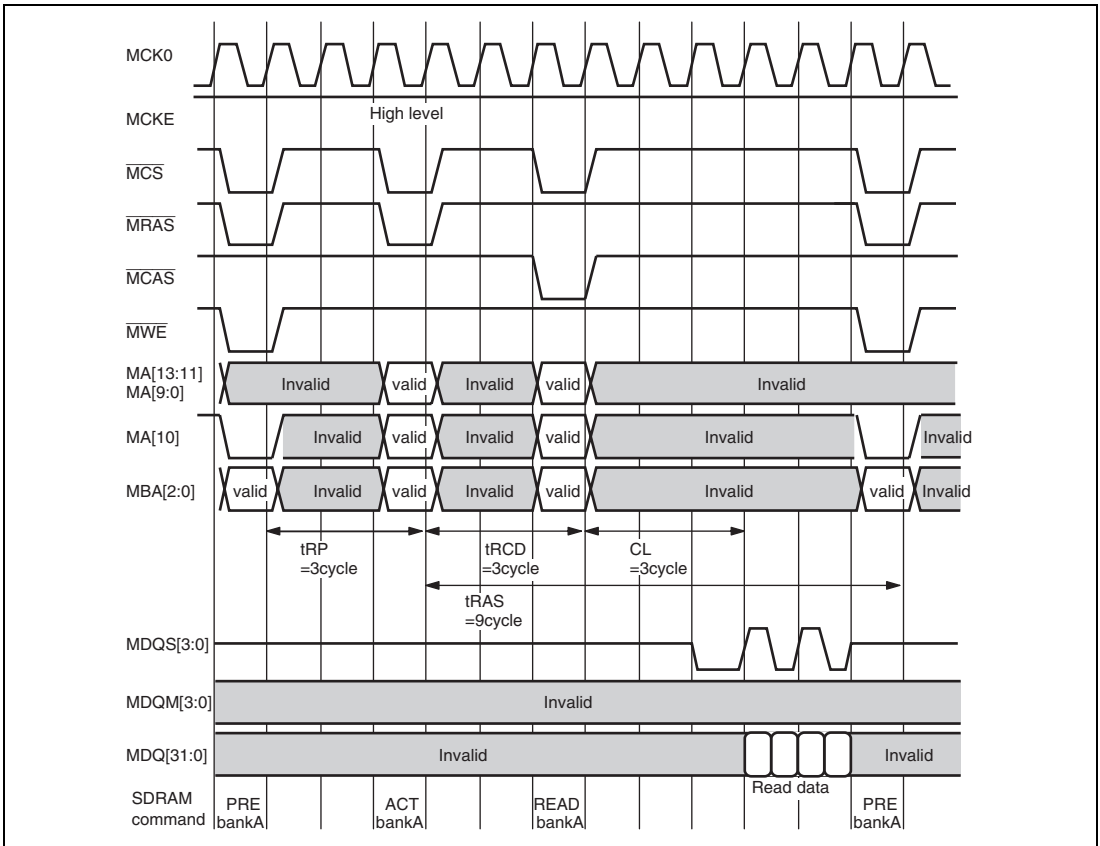 MCK0
MCKE
High level
MCS
MRAS
MCAS
MWE
MA[13:11]
MA[9:0]
Invalid valid Invalid valid Invalid
MA[10]
Invalid valid Invalid valid Invalid Invalid
MBA[2:0]
valid Invalid valid Invalid valid Invalid valid Invalid
tRP
=3cycle
tRCD
=3cycle
CL
=3cycle
tRAS
=9cycle
MDQS[3:0]
MDQM[3:0]
Invalid
MDQ[31:0]
Invalid Invalid
Read data
SDRAM
command
PRE
bankA
ACT
bankA
READ
bankA
PRE
bankA